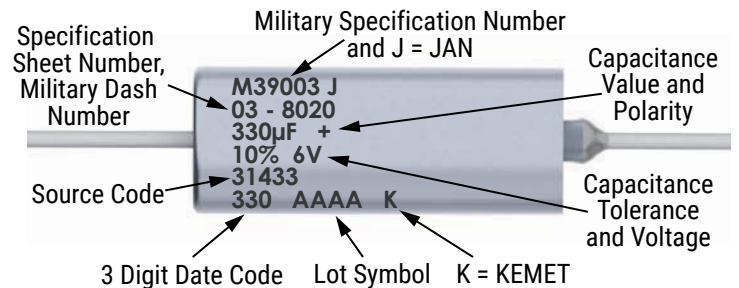 Military Specification Number
and J = JAN
Specification
Sheet Number,
Military Dash
Number
Capacitance
Value and
Polarity
M39003 J
03 - 8020
330µF +
10% 6V
31433
330 AAAA K
Source Code
Capacitance
Tolerance
and Voltage
3 Digit Date Code
Lot Symbol
K = KEMET